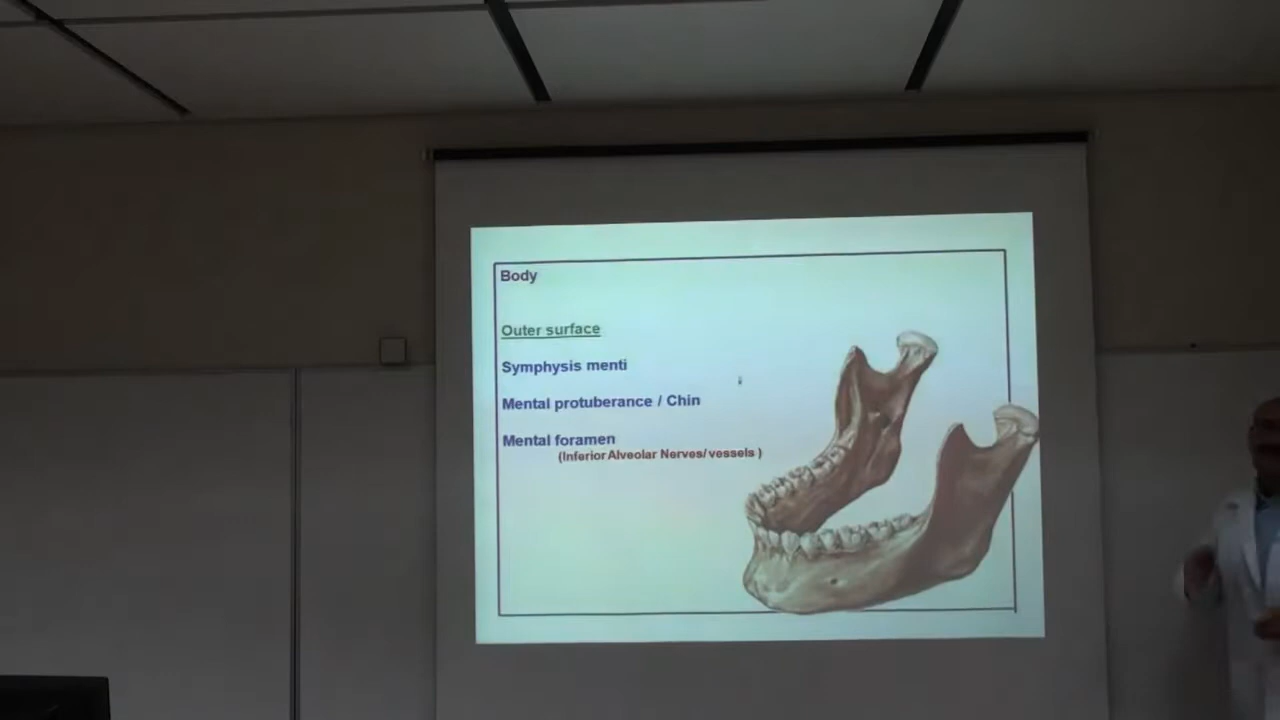 Body
Outer surface
Symphysis menti
Mental protuberance / Chin
Mental foramen
(Inferior Alveolar Nerves/ vessels )